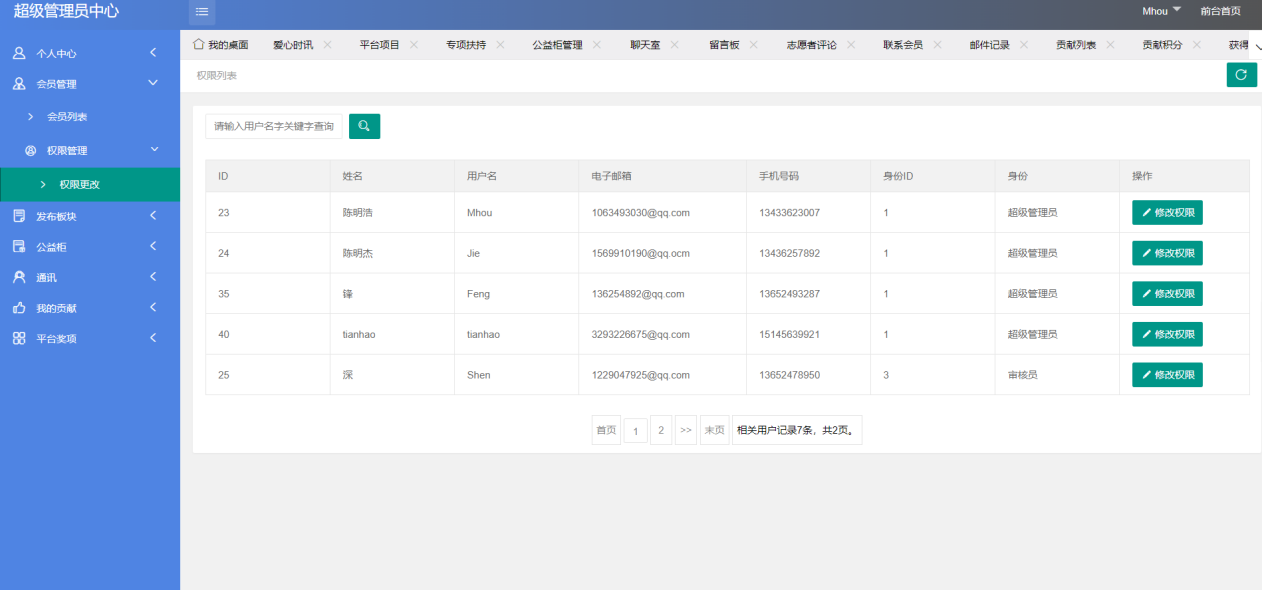 超级管理员中心
Mhou 前台首页
我的桌面 爱心时讯 平台项目 专项扶持 公益柜管理 聊天室 留言板 志愿者评论 联系会员 邮件记录 贡献列表 贡献积分 获得
个人中心
会员管理
会员列表
权限管理
权限更改
发布板块
公益柜
通讯
我的贡献
平台奖项
权限列表
请输入用户名字关键字查询
ID 姓名 用户名 电子邮箱 手机号码 身份ID 身份 操作
23 陈明浩 Mhou 1063493030@qq.com 13433623007 1 超级管理员 修改权限
24 陈明杰 Jie 1569910190@qq.ocm 13436257892 1 超级管理员 修改权限
35 锋 Feng 136254892@qq.com 13652493287 1 超级管理员 修改权限
40 tianhao tianhao 3293226675@qq.com 15145639921 1 超级管理员 修改权限
25 深 Shen 1229047925@qq.com 13652478950 3 审核员 修改权限
首页 1 2 >> 末页 相关用户记录7条，共2页。